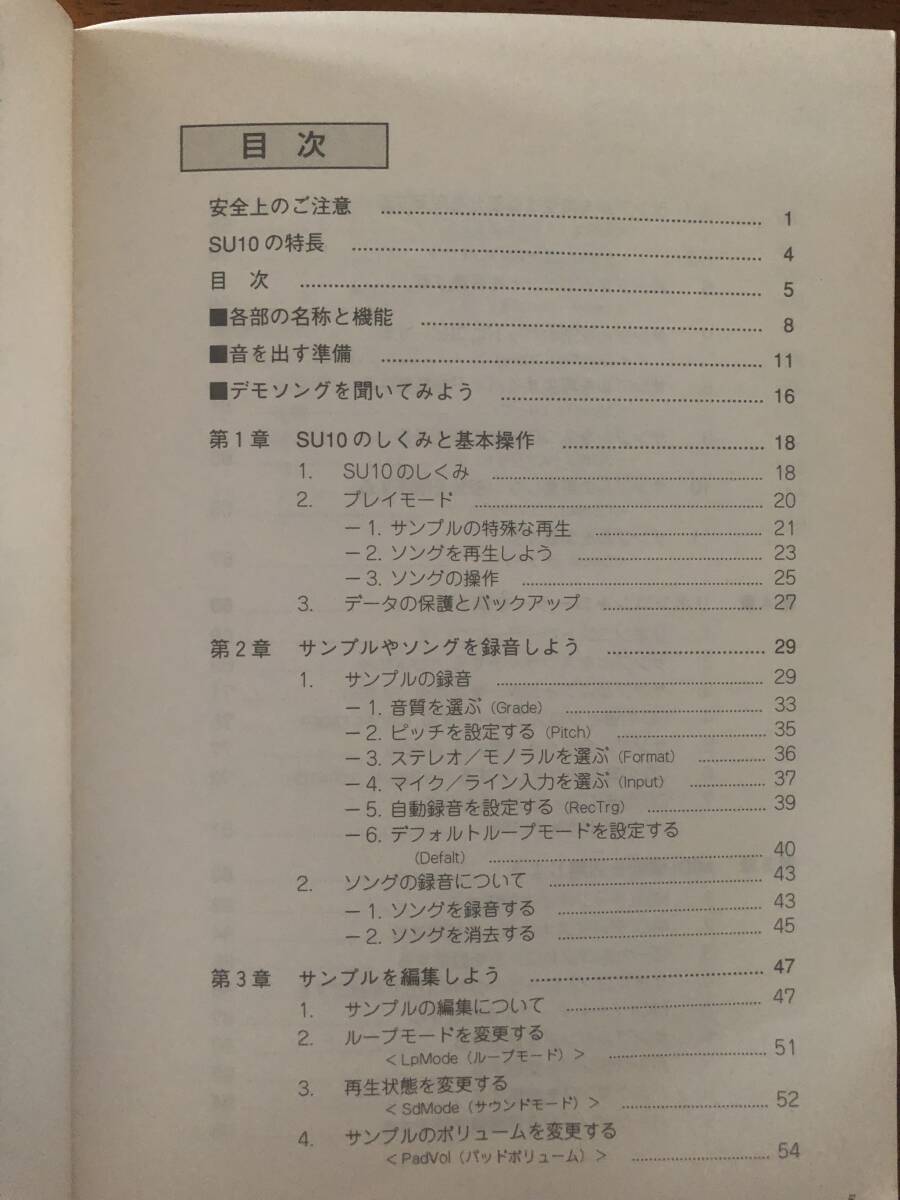 目次
安全上のご注意 1
SU10の特長 4
目 次 5
■各部の名称と機能 8
■音を出す準備 11
■デモソングを聞いてみよう 16
第1章 SU10のしくみと基本操作 18
1. SU10のしくみ 18
2. プレイモード 20
－1. サンプルの特殊な再生 21
－2. ソングを再生しよう 23
－3. ソングの操作 25
3. データの保護とバックアップ 27
第2章 サンプルやソングを録音しよう 29
1. サンプルの録音 29
－1. 音質を選ぶ（Grade） 33
－2. ピッチを設定する（Pitch） 35
－3. ステレオ／モノラルを選ぶ（Format） 36
－4. マイク／ライン入力を選ぶ（Input） 37
－5. 自動録音を設定する（RecTrg） 39
－6. デフォルトループモードを設定する
（Defalt） 40
2. ソングの録音について 43
－1. ソングを録音する 43
－2. ソングを消去する 45
第3章 サンプルを編集しよう 47
1. サンプルの編集について 47
2. ループモードを変更する
＜LpMode（ループモード）＞ 51
3. 再生状態を変更する
＜SdMode（サウンドモード）＞ 52
4. サンプルのボリュームを変更する
＜PadVol（パッドボリューム）＞ 54